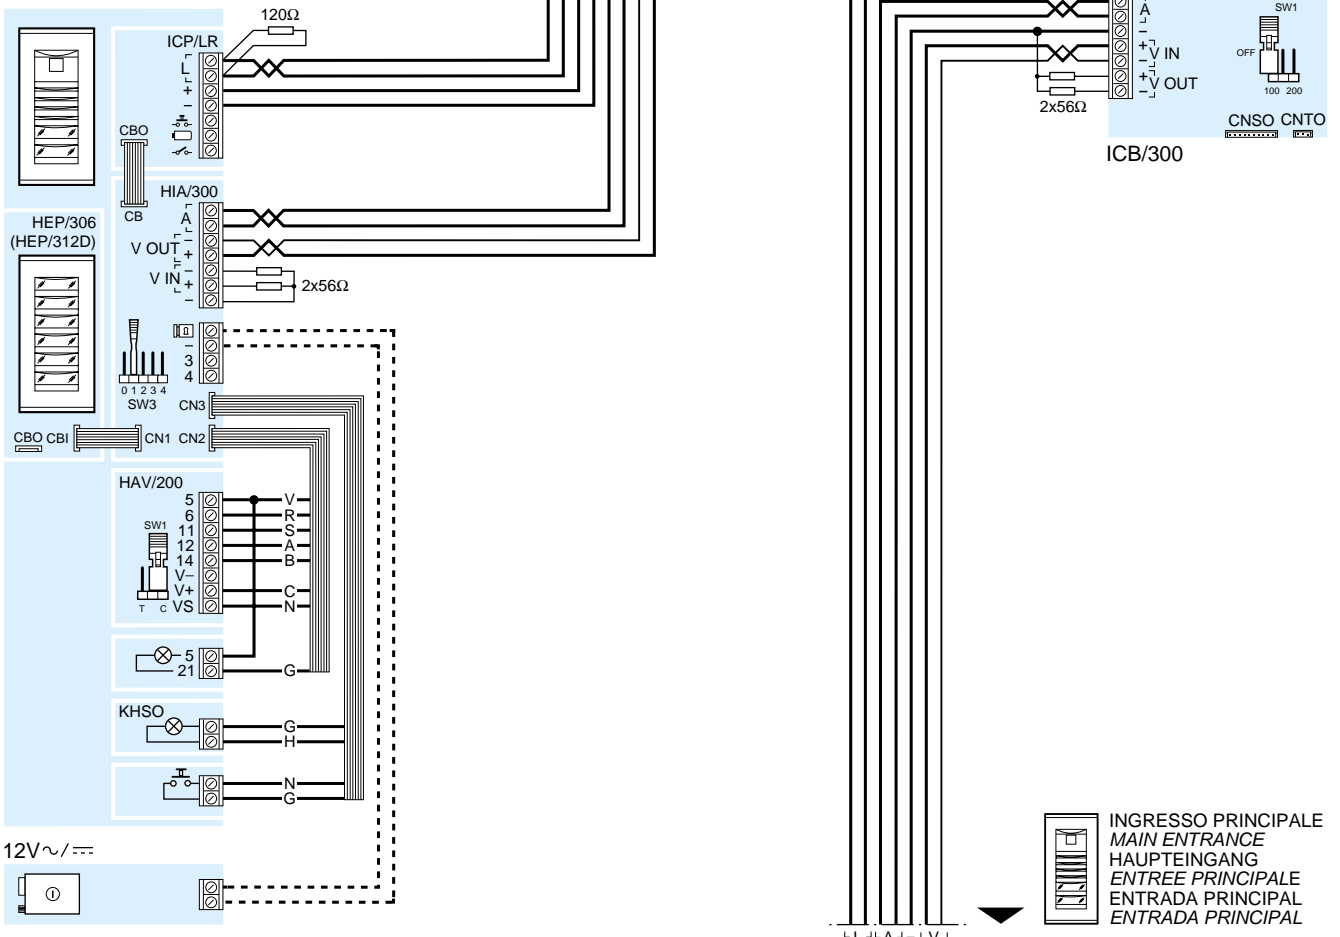 120Ω
ICP/LR
L
+
−
CBO
CB
HIA/300
A
−
V OUT
+
−
V IN
+
−
2x56Ω
HEP/306
(HEP/312D)
−
3
4
0 1 2 3 4
SW3
CN3
CBO CBI
CN1 CN2
HAV/200
5 V
6 R
SW1
11 S
12 A
14 B
V−
V+ C
T C VS N
5
21 G
KHSO
G
H
N
G
12V~/
A
−
+
V IN
−
+
V OUT
−
2x56Ω
SW1
OFF
100 200
CNSO CNTO
ICB/300
INGRESSO PRINCIPALE
MAIN ENTRANCE
HAUPTEINGANG
ENTREE PRINCIPALE
ENTRADA PRINCIPAL
ENTRADA PRINCIPAL
L A − V